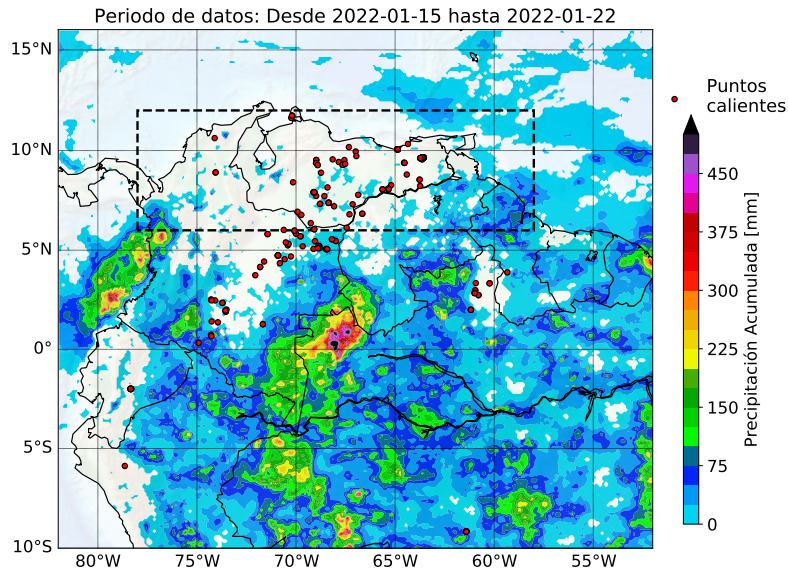 Periodo de datos: Desde 2022-01-15 hasta 2022-01-22
15°N
10°N
5°N
0°
5°S
10°S
80°W
75°W
70°W
65°W
60°W
55°W
Puntos
calientes
450
375
300
225
150
75
0
Precipitación Acumulada [mm]